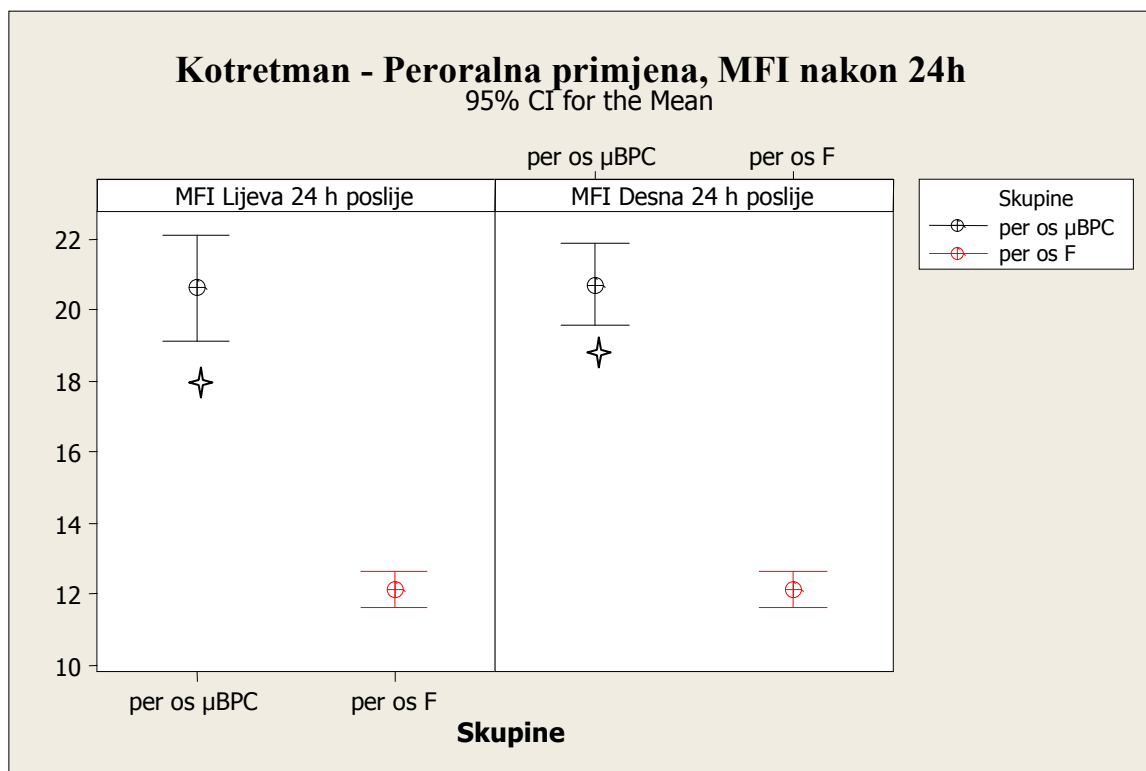 Kotretman - Peroralna primjena, MFI nakon 24h
95% CI for the Mean
per os µBPC per os F
MFI Lijeva 24 h poslije MFI Desna 24 h poslije
Skupine
per os µBPC
per os F
22
20
18
16
14
12
10
per os µBPC per os F
Skupine